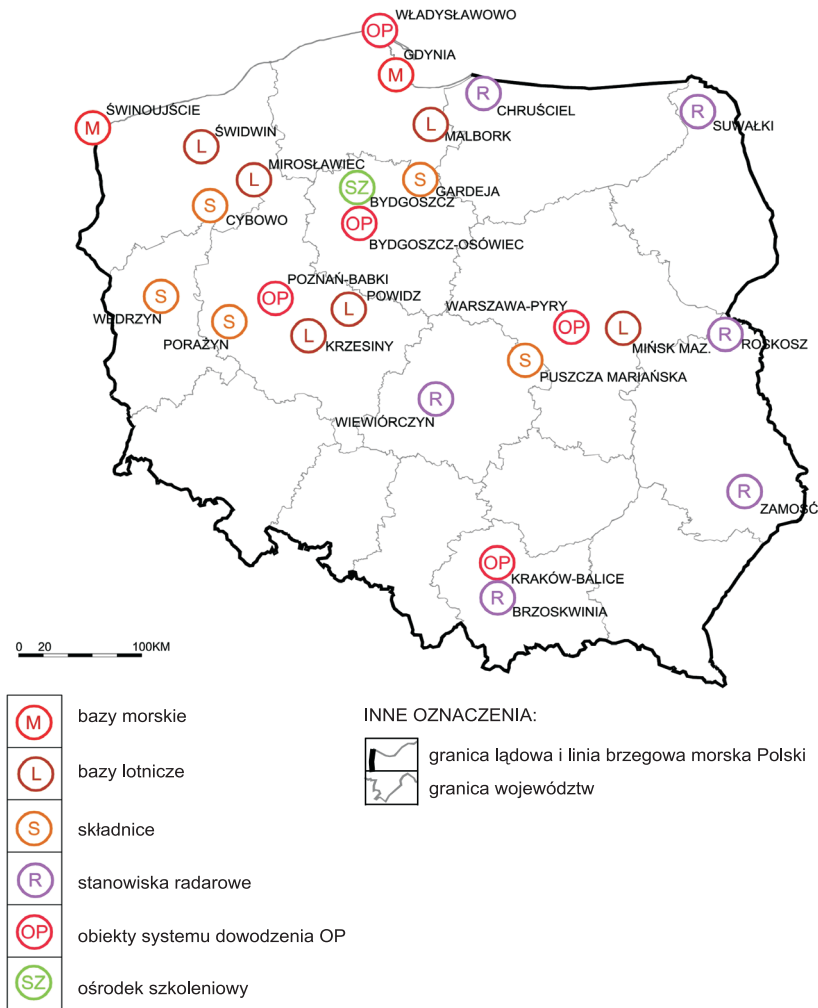 WŁADYSŁAWOWO
OP
GDYNIA
M
ŚWINOUJŚCIE
M
R
CHRUŚCIEL
R
SUWAŁKI
L
ŚWIDWIN
L
MALBORK
MIROSŁAWIEC
L
SZ
BYDGOSZCZ
S
GARDEJA
S
CYBOWO
OP
BYDGOSZCZ-OSÓWIEC
POZNAŃ-BABKI
OP
POWIDZ
L
S
WĘDRZYN
S
PORAŻYN
L
KRZESINY
WARSZAWA-PYRY
OP
L
MIŃSK MAZ.
R
ROSKOSZ
S
PUSZCZA MARIAŃSKA
R
WIEWIÓRCZYN
R
ZAMOŚĆ
OP
KRAKÓW-BALICE
R
BRZOSKWINIA
0 20 100KM
M bazy morskie
L bazy lotnicze
S składnice
R stanowiska radarowe
OP obiekty systemu dowodzenia OP
SZ ośrodek szkoleniowy
INNE OZNACZENIA:
granica lądowa i linia brzegowa morska Polski
granica województw